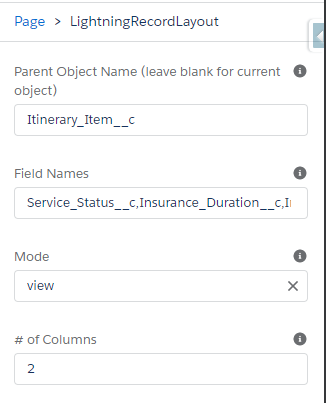 Page > LightningRecordLayout
Parent Object Name (leave blank for current
object)
Itinerary_Item__c
Field Names
Service_Status__c,Insurance_Duration__c,
Mode
view
# of Columns
2